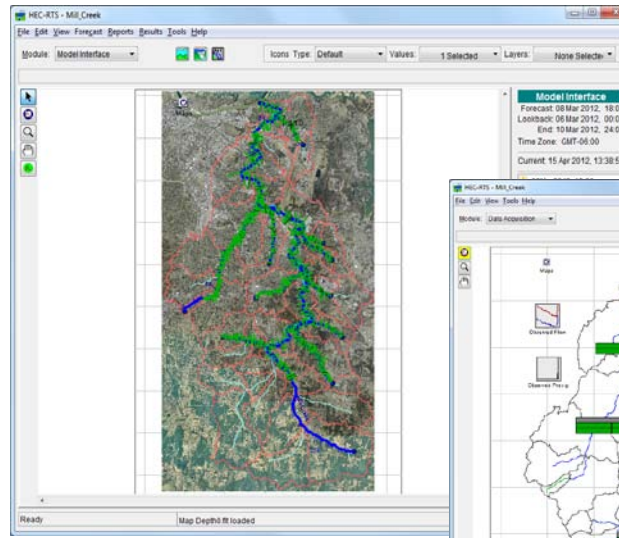 HEC-RTS - Mill_Creek
File Edit View Forecast Reports Results Tools Help
Module: Model Interface Icons Type: Default Values: 1 Selected Layers: None Selecte
Maps
Model Interface
Forecast: 08 Mar 2012, 18:0
Lookback: 06 Mar 2012, 00:0
End: 10 Mar 2012, 24:0
Time Zone: GMT-06:00
Current: 15 Apr 2012, 13:38:5
Ready Map Depth8.flt loaded
HEC-RTS - Mill_Creek
File Edit View Tools Help
Module: Data Acquisition
Maps
Observed Flow
Observed Precip